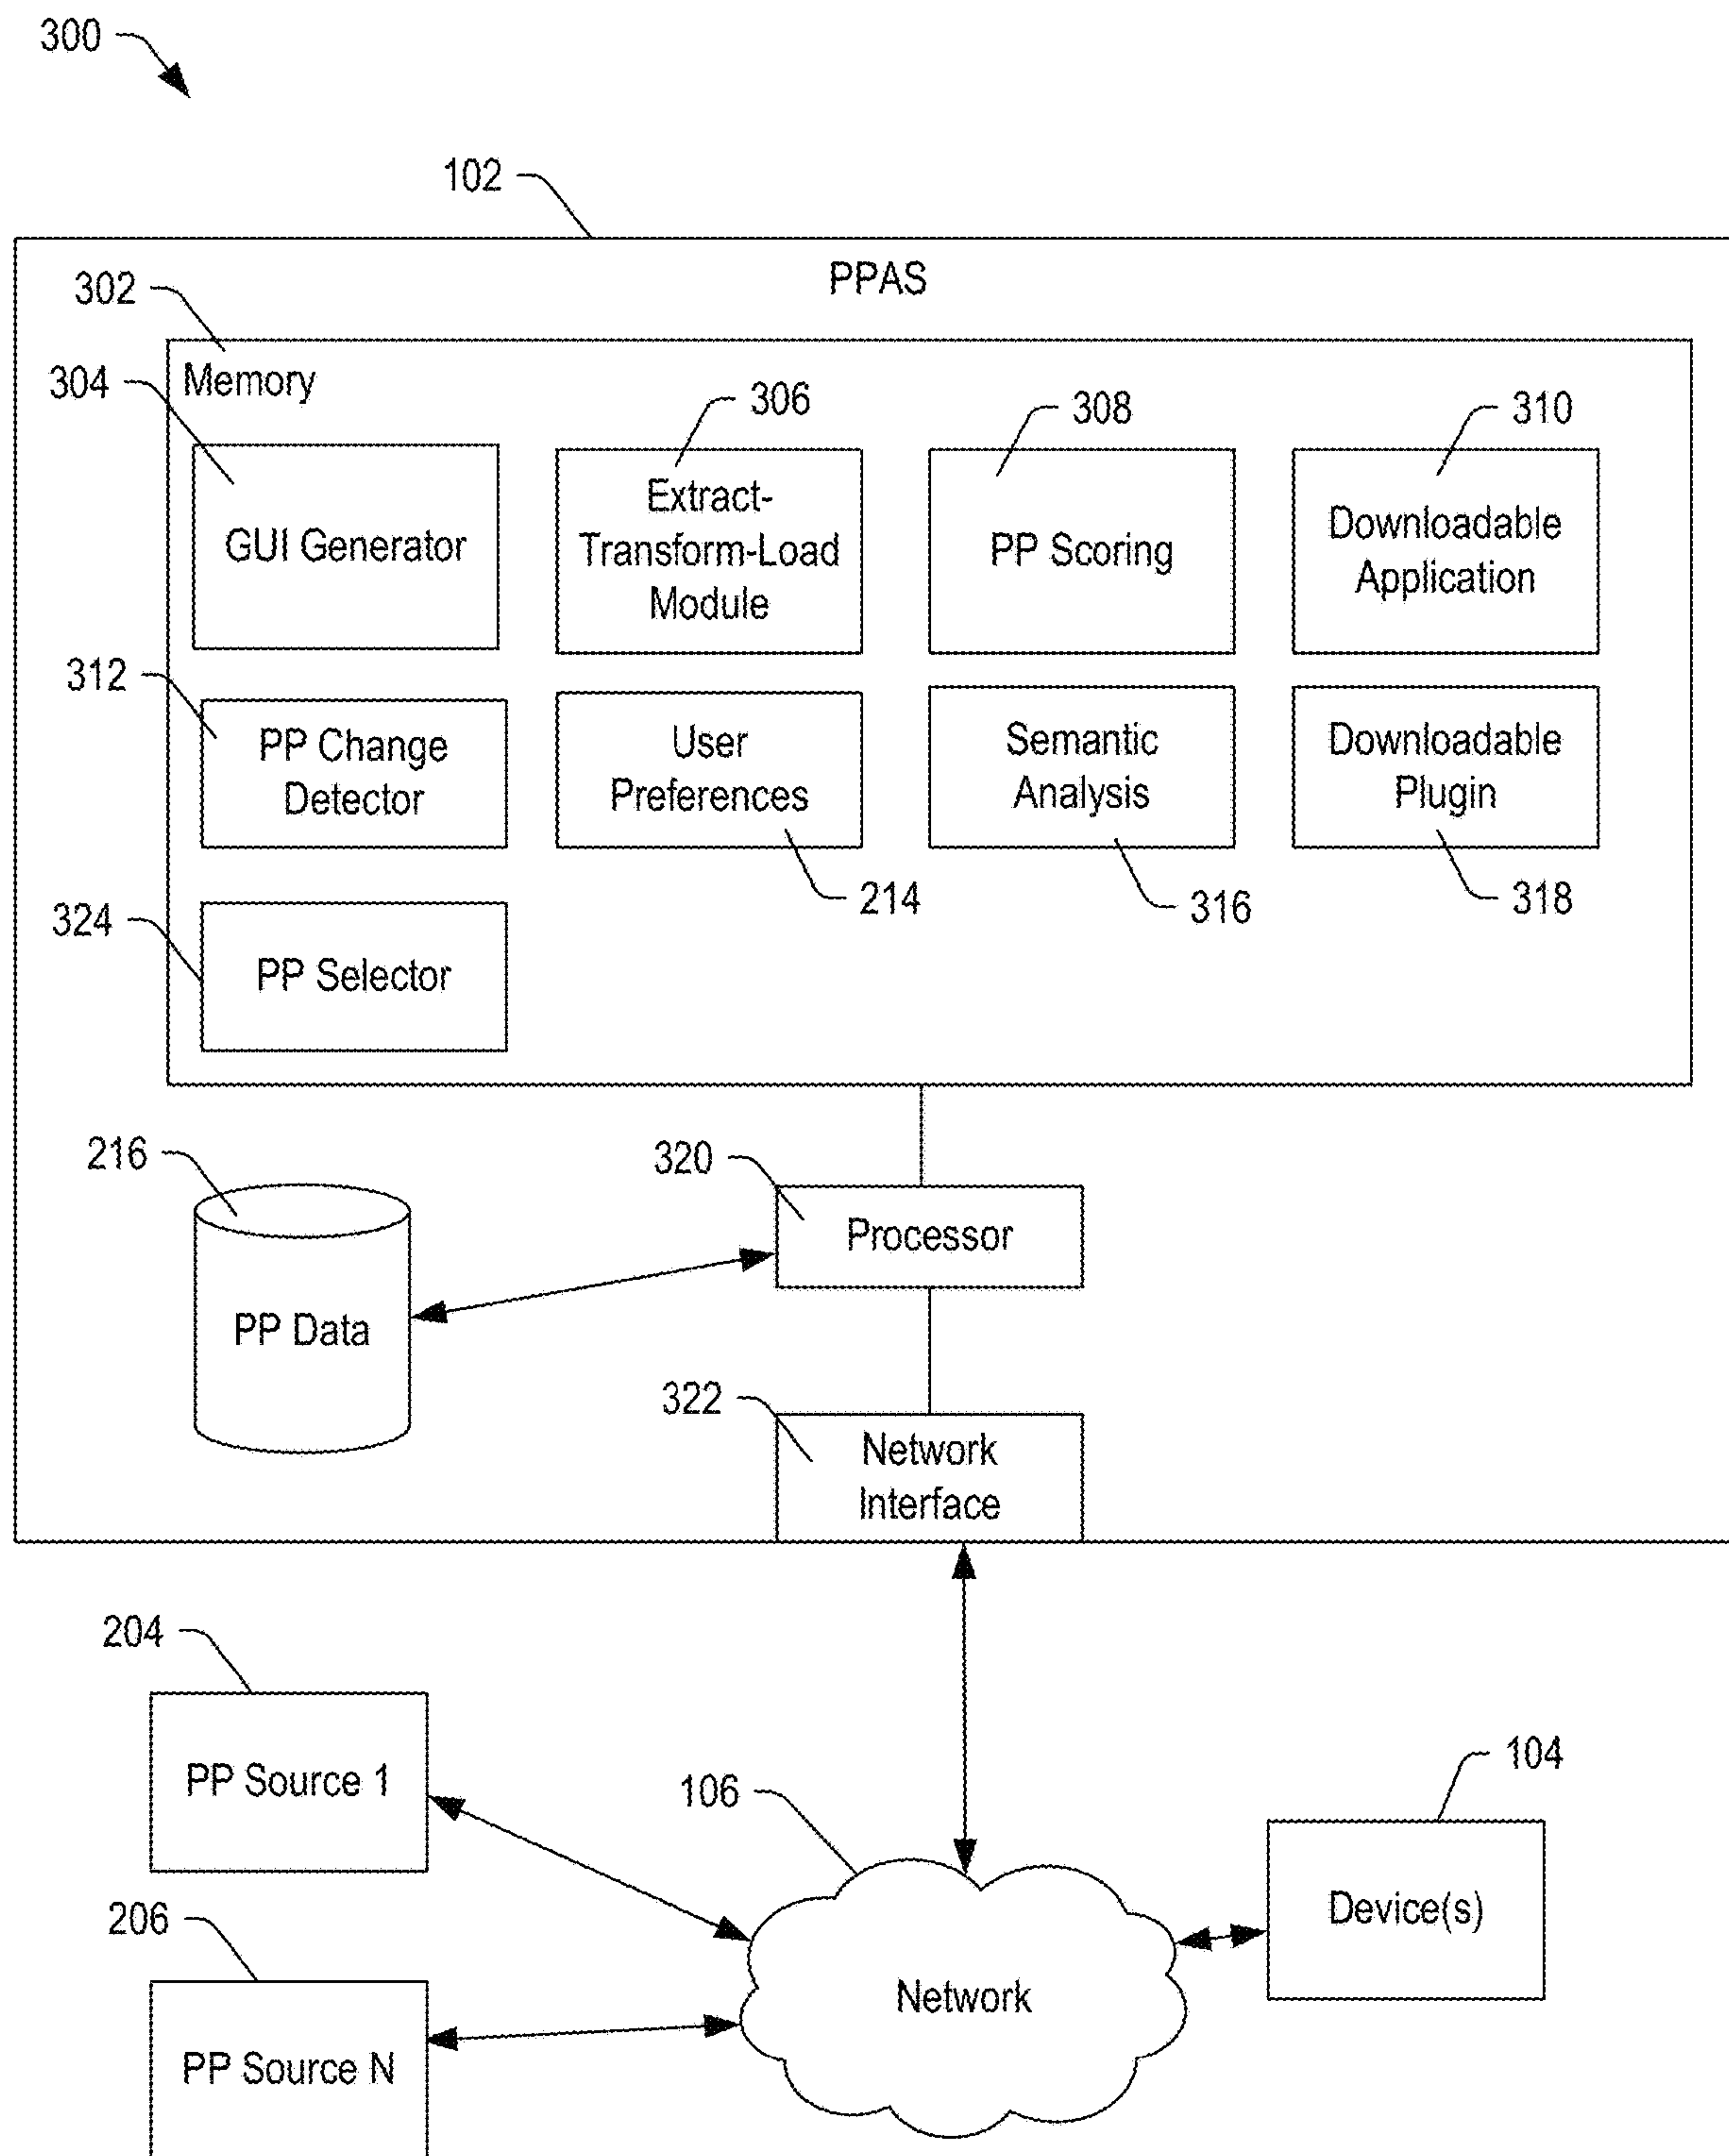 300
102
PPAS
302
Memory
304
306
308
310
GUI Generator
Extract-
Transform-Load
Module
PP Scoring
Downloadable
Application
312
PP Change
Detector
User
Preferences
Semantic
Analysis
Downloadable
Plugin
214
316
318
324
PP Selector
216
320
Processor
PP Data
322
Network
Interface
204
PP Source 1
106
104
Device(s)
206
Network
PP Source N